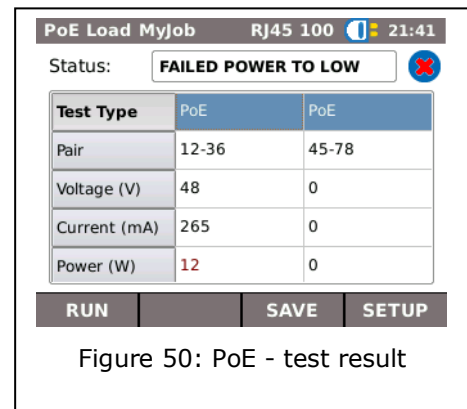 PoE Load MyJob RJ45 100 21:41
Status: FAILED POWER TO LOW
Test Type PoE PoE
Pair 12-36 45-78
Voltage (V) 48 0
Current (mA) 265 0
Power (W) 12 0
RUN SAVE SETUP
Figure 50: PoE - test result